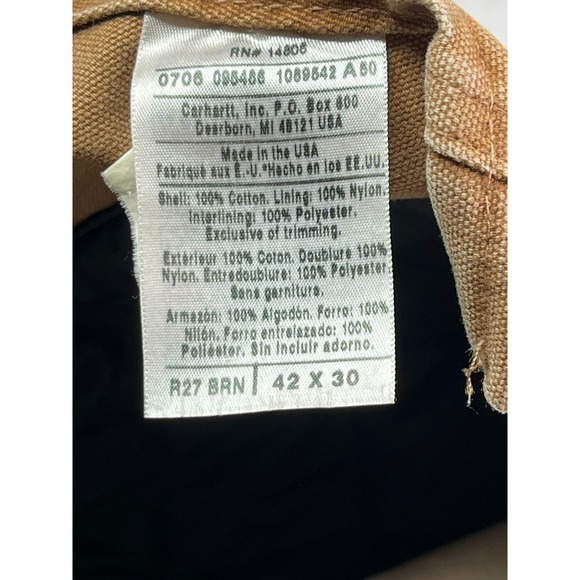 RN# 14806
0706 095486 1089642 A 50
Carhartt, Inc. P.O. Box 600
Dearborn, MI 48121 USA
Made in the USA
Fabriqué aux É.-U.*Hecho en los EE.UU.
Shell: 100% Cotton. Lining: 100% Nylon.
Interlining: 100% Polyester.
Exclusive of trimming.
Extérieur 100% Coton. Doublure 100%
Nylon. Entredoublure: 100% Polyester
Sans garniture.
Armazón: 100% Algodón. Forro: 100%
Nilón. Forro entrelazado: 100%
Poliéster. Sin incluir adorno.
R27 BRN | 42 X 30